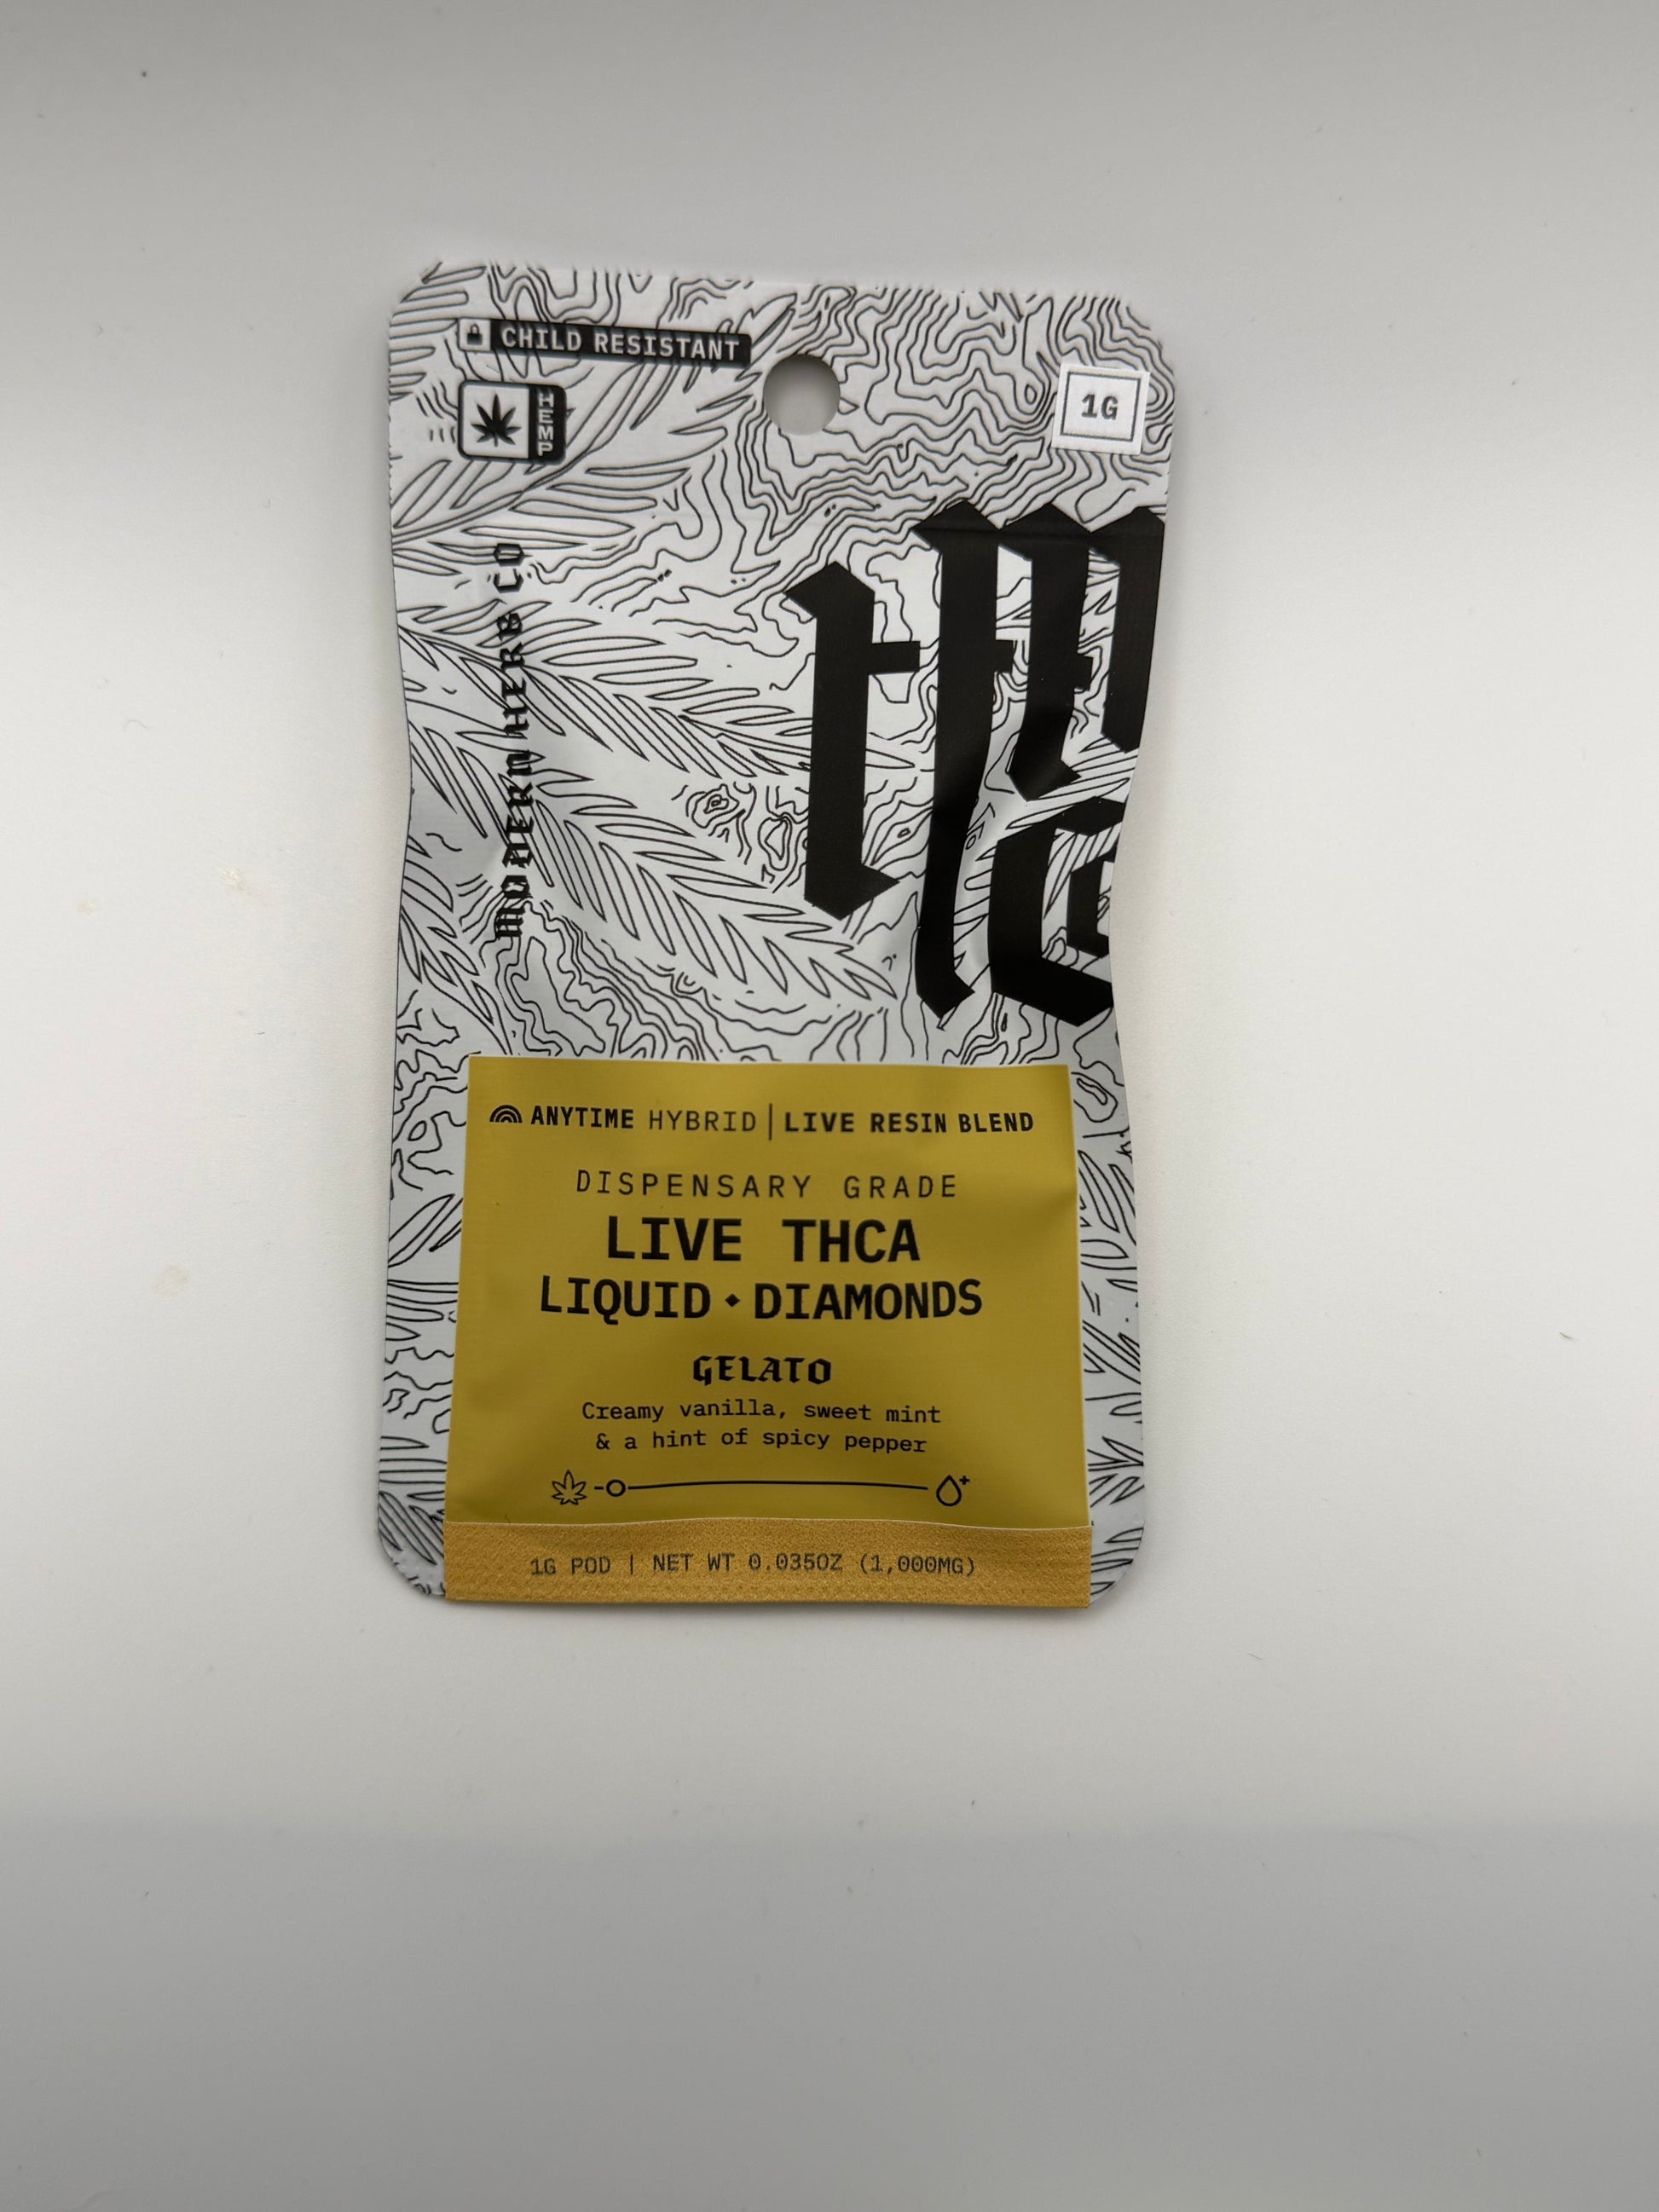 CHILD RESISTANT
HEMP
1G
MODERN HERB CO
ANYTIME HYBRID | LIVE RESIN BLEND
DISPENSARY GRADE
LIVE THCA
LIQUID • DIAMONDS
GELATO
Creamy vanilla, sweet mint
& a hint of spicy pepper
1G POD | NET WT 0.035OZ (1,000MG)